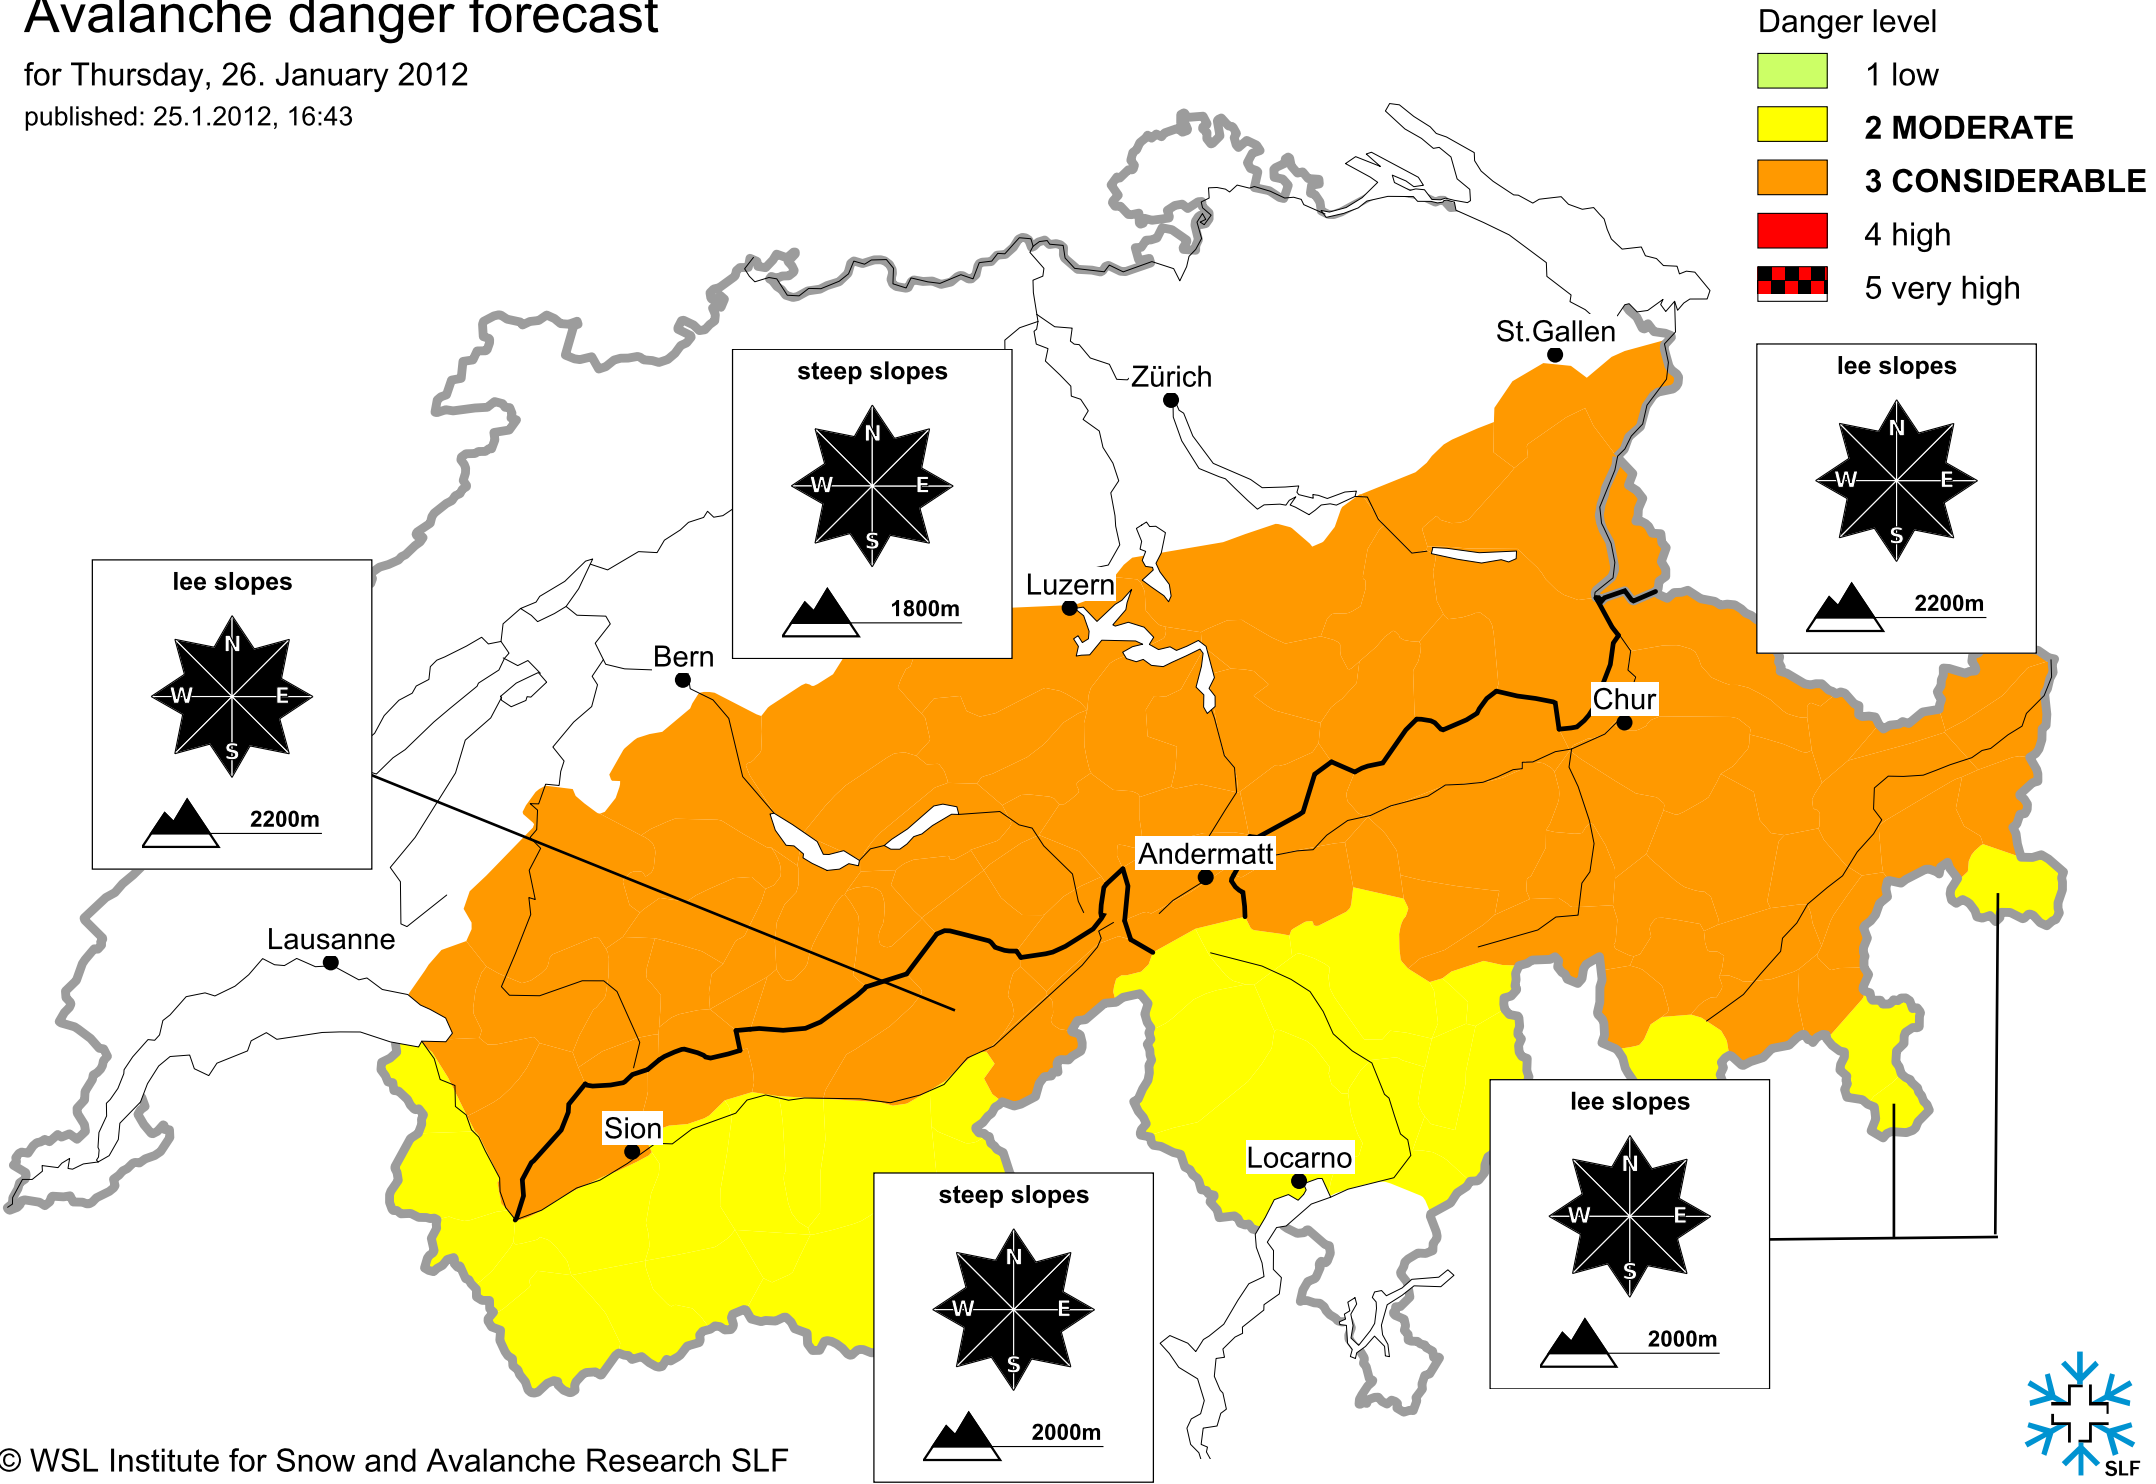 Avalanche danger forecast
for Thursday, 26. January 2012
published: 25.1.2012, 16:43
Danger level
1 low
2 MODERATE
3 CONSIDERABLE
4 high
5 very high
St.Gallen
Zürich
steep slopes
N
W E
S
1800m
lee slopes
N
W E
S
2200m
lee slopes
N
W E
S
2200m
Luzern
Bern
Chur
Andermatt
Lausanne
Sion
Locarno
steep slopes
N
W E
S
2000m
lee slopes
N
W E
S
2000m
© WSL Institute for Snow and Avalanche Research SLF
SLF